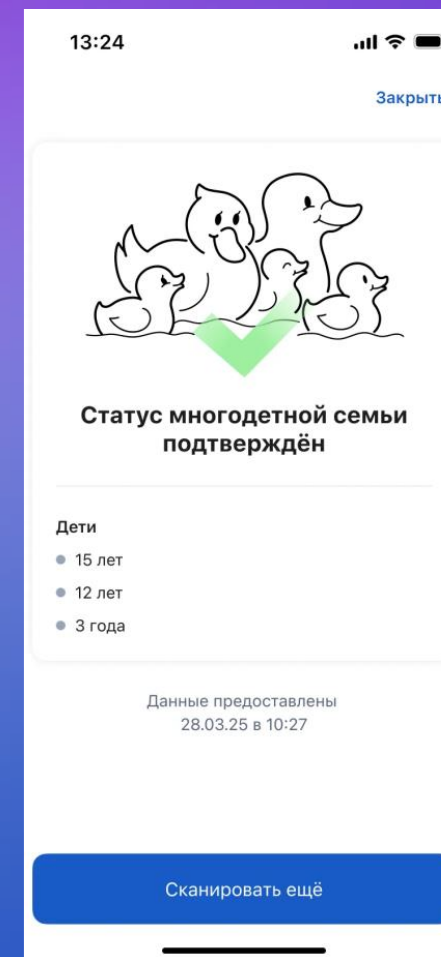 13:24
Закрыть
Статус многодетной семьи
подтверждён
Дети
15 лет
12 лет
3 года
Данные предоставлены
28.03.25 в 10:27
Сканировать ещё